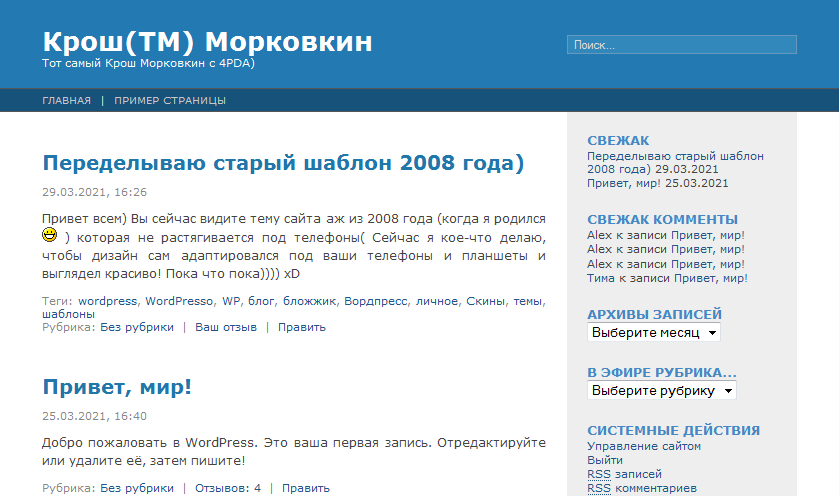 Крош(ТМ) Морковкин
Тот самый Крош Морковкин с 4PDA)
Поиск...
ГЛАВНАЯ | ПРИМЕР СТРАНИЦЫ
Переделываю старый шаблон 2008 года)
29.03.2021, 16:26
Привет всем) Вы сейчас видите тему сайта аж из 2008 года (когда я родился
) которая не растягивается под телефоны( Сейчас я кое-что делаю,
чтобы дизайн сам адаптировался под ваши телефоны и планшеты и
выглядел красиво! Пока что пока)))) xD
Теги: wordpress, WordPresso, WP, блог, бложжик, Вордпресс, личное, Скины, темы,
шаблоны
Рубрика: Без рубрики | Ваш отзыв | Править
Привет, мир!
25.03.2021, 16:40
Добро пожаловать в WordPress. Это ваша первая запись. Отредактируйте
или удалите её, затем пишите!
Рубрика: Без рубрики | Отзывов: 4 | Править
СВЕЖАК
Переделываю старый шаблон
2008 года) 29.03.2021
Привет, мир! 25.03.2021
СВЕЖАК КОММЕНТЫ
Alex к записи Привет, мир!
Alex к записи Привет, мир!
Alex к записи Привет, мир!
Тима к записи Привет, мир!
АРХИВЫ ЗАПИСЕЙ
Выберите месяц
В ЭФИРЕ РУБРИКА...
Выберите рубрику
СИСТЕМНЫЕ ДЕЙСТВИЯ
Управление сайтом
Выйти
RSS записей
RSS комментариев